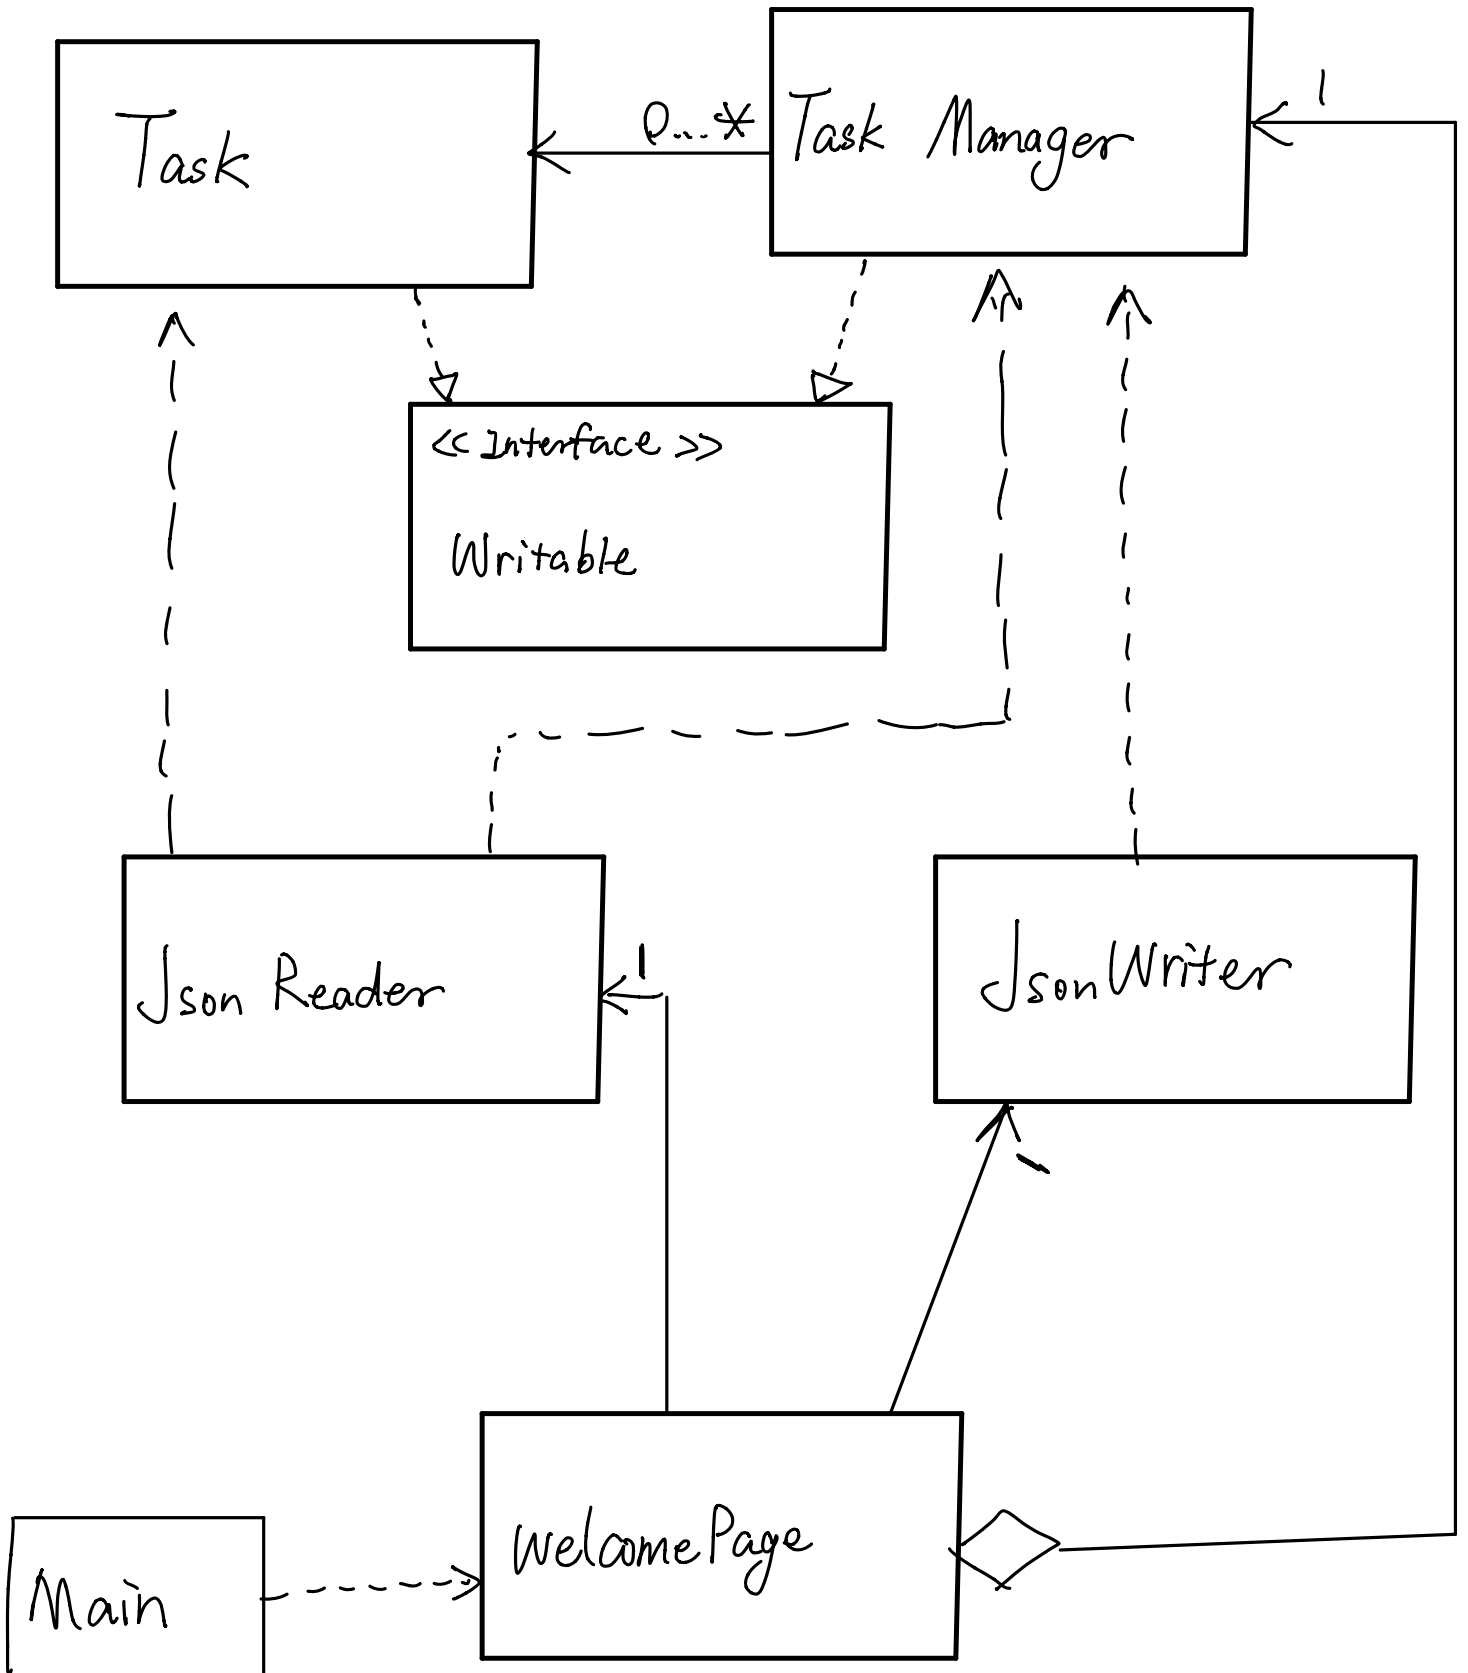 Task
0...*
Task Manager
1
<<Interface>>
Writable
Json Reader
1
JsonWriter
1
WelcomePage
Main